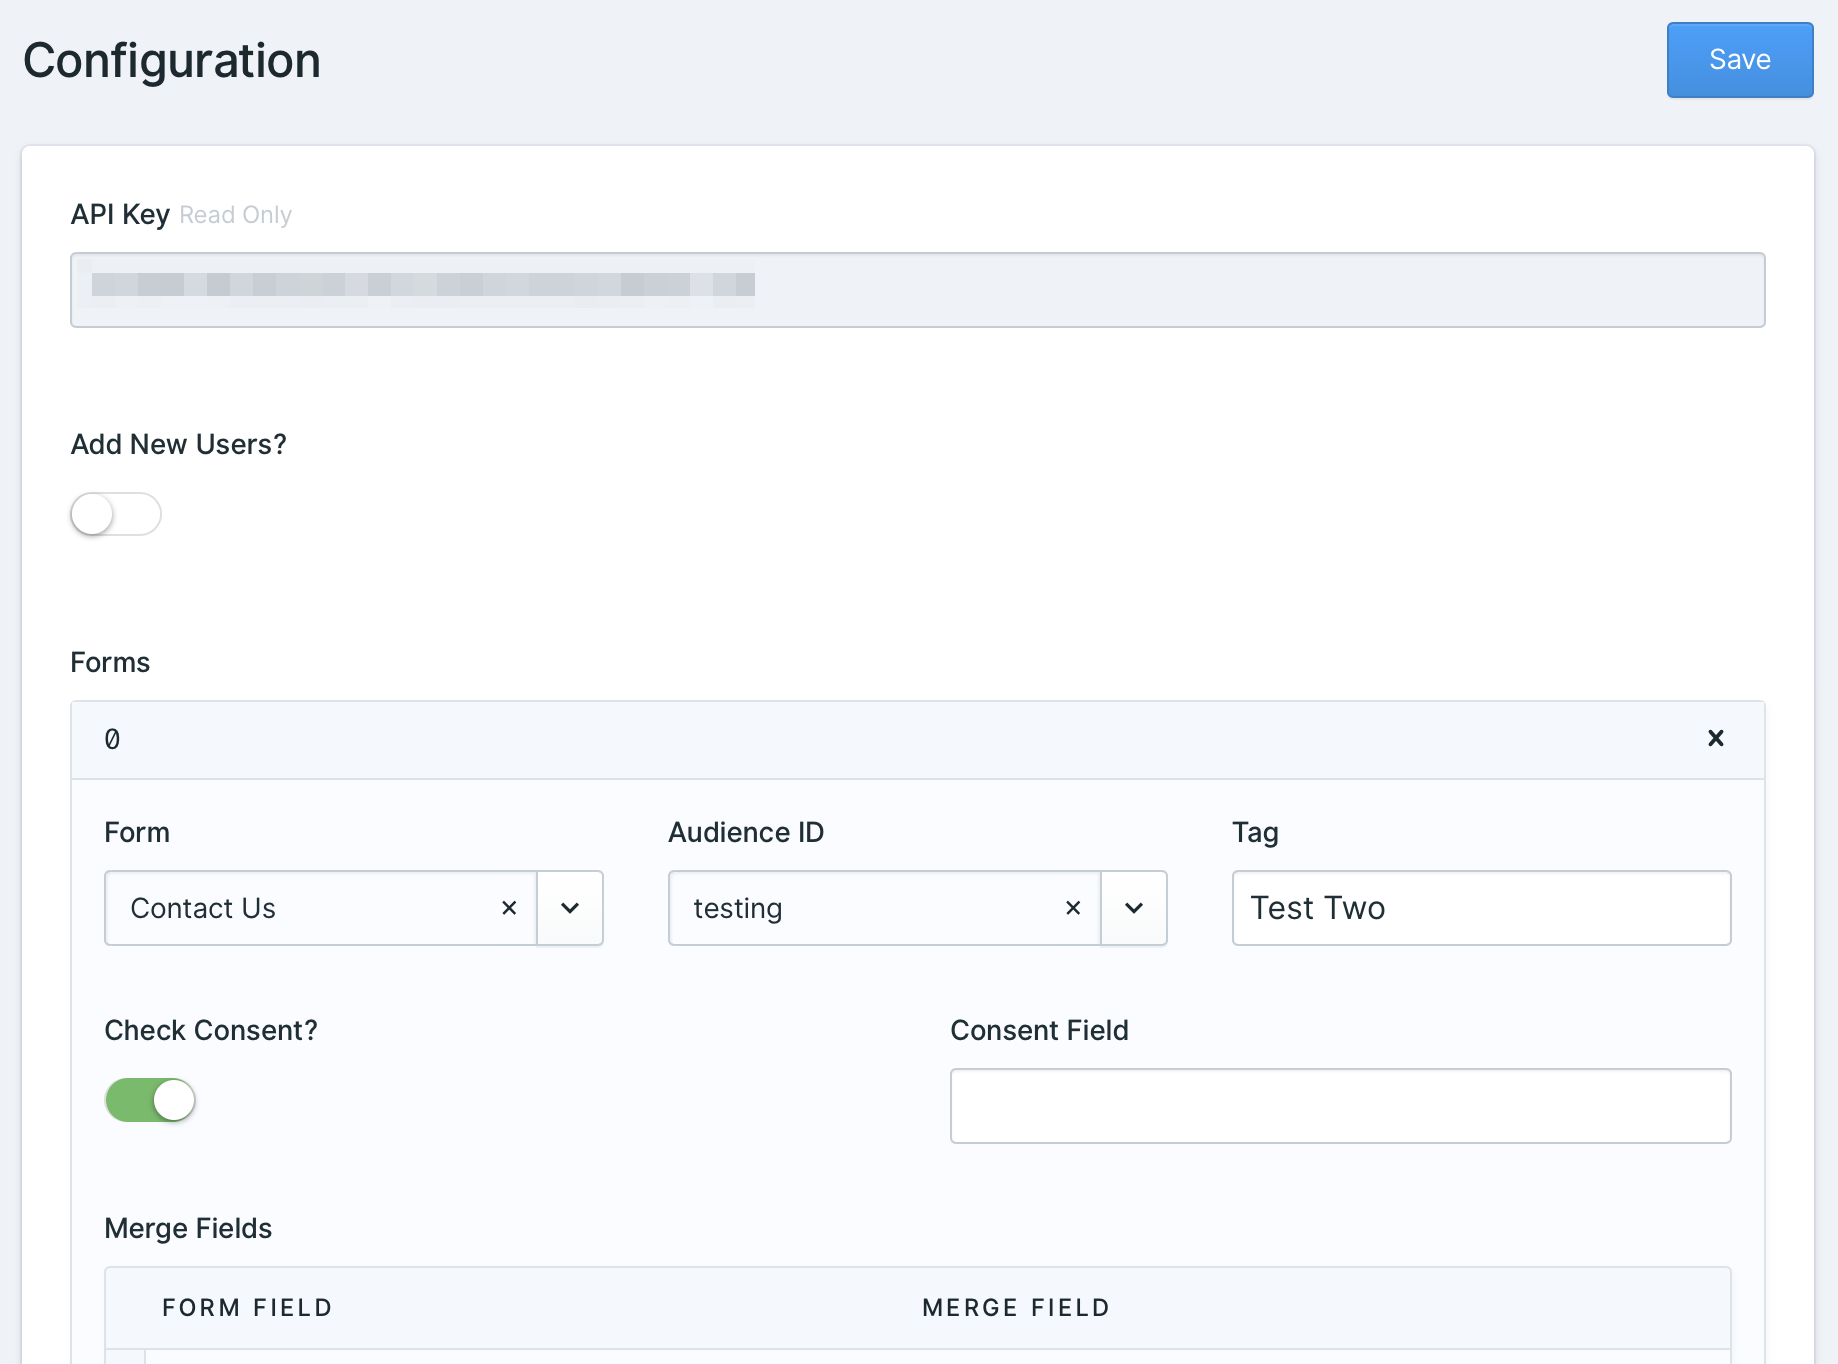 Configuration
Save
API Key Read Only
Add New Users?
Forms
0
Form
Audience ID
Tag
Contact Us
testing
Test Two
Check Consent?
Consent Field
Merge Fields
FORM FIELD
MERGE FIELD